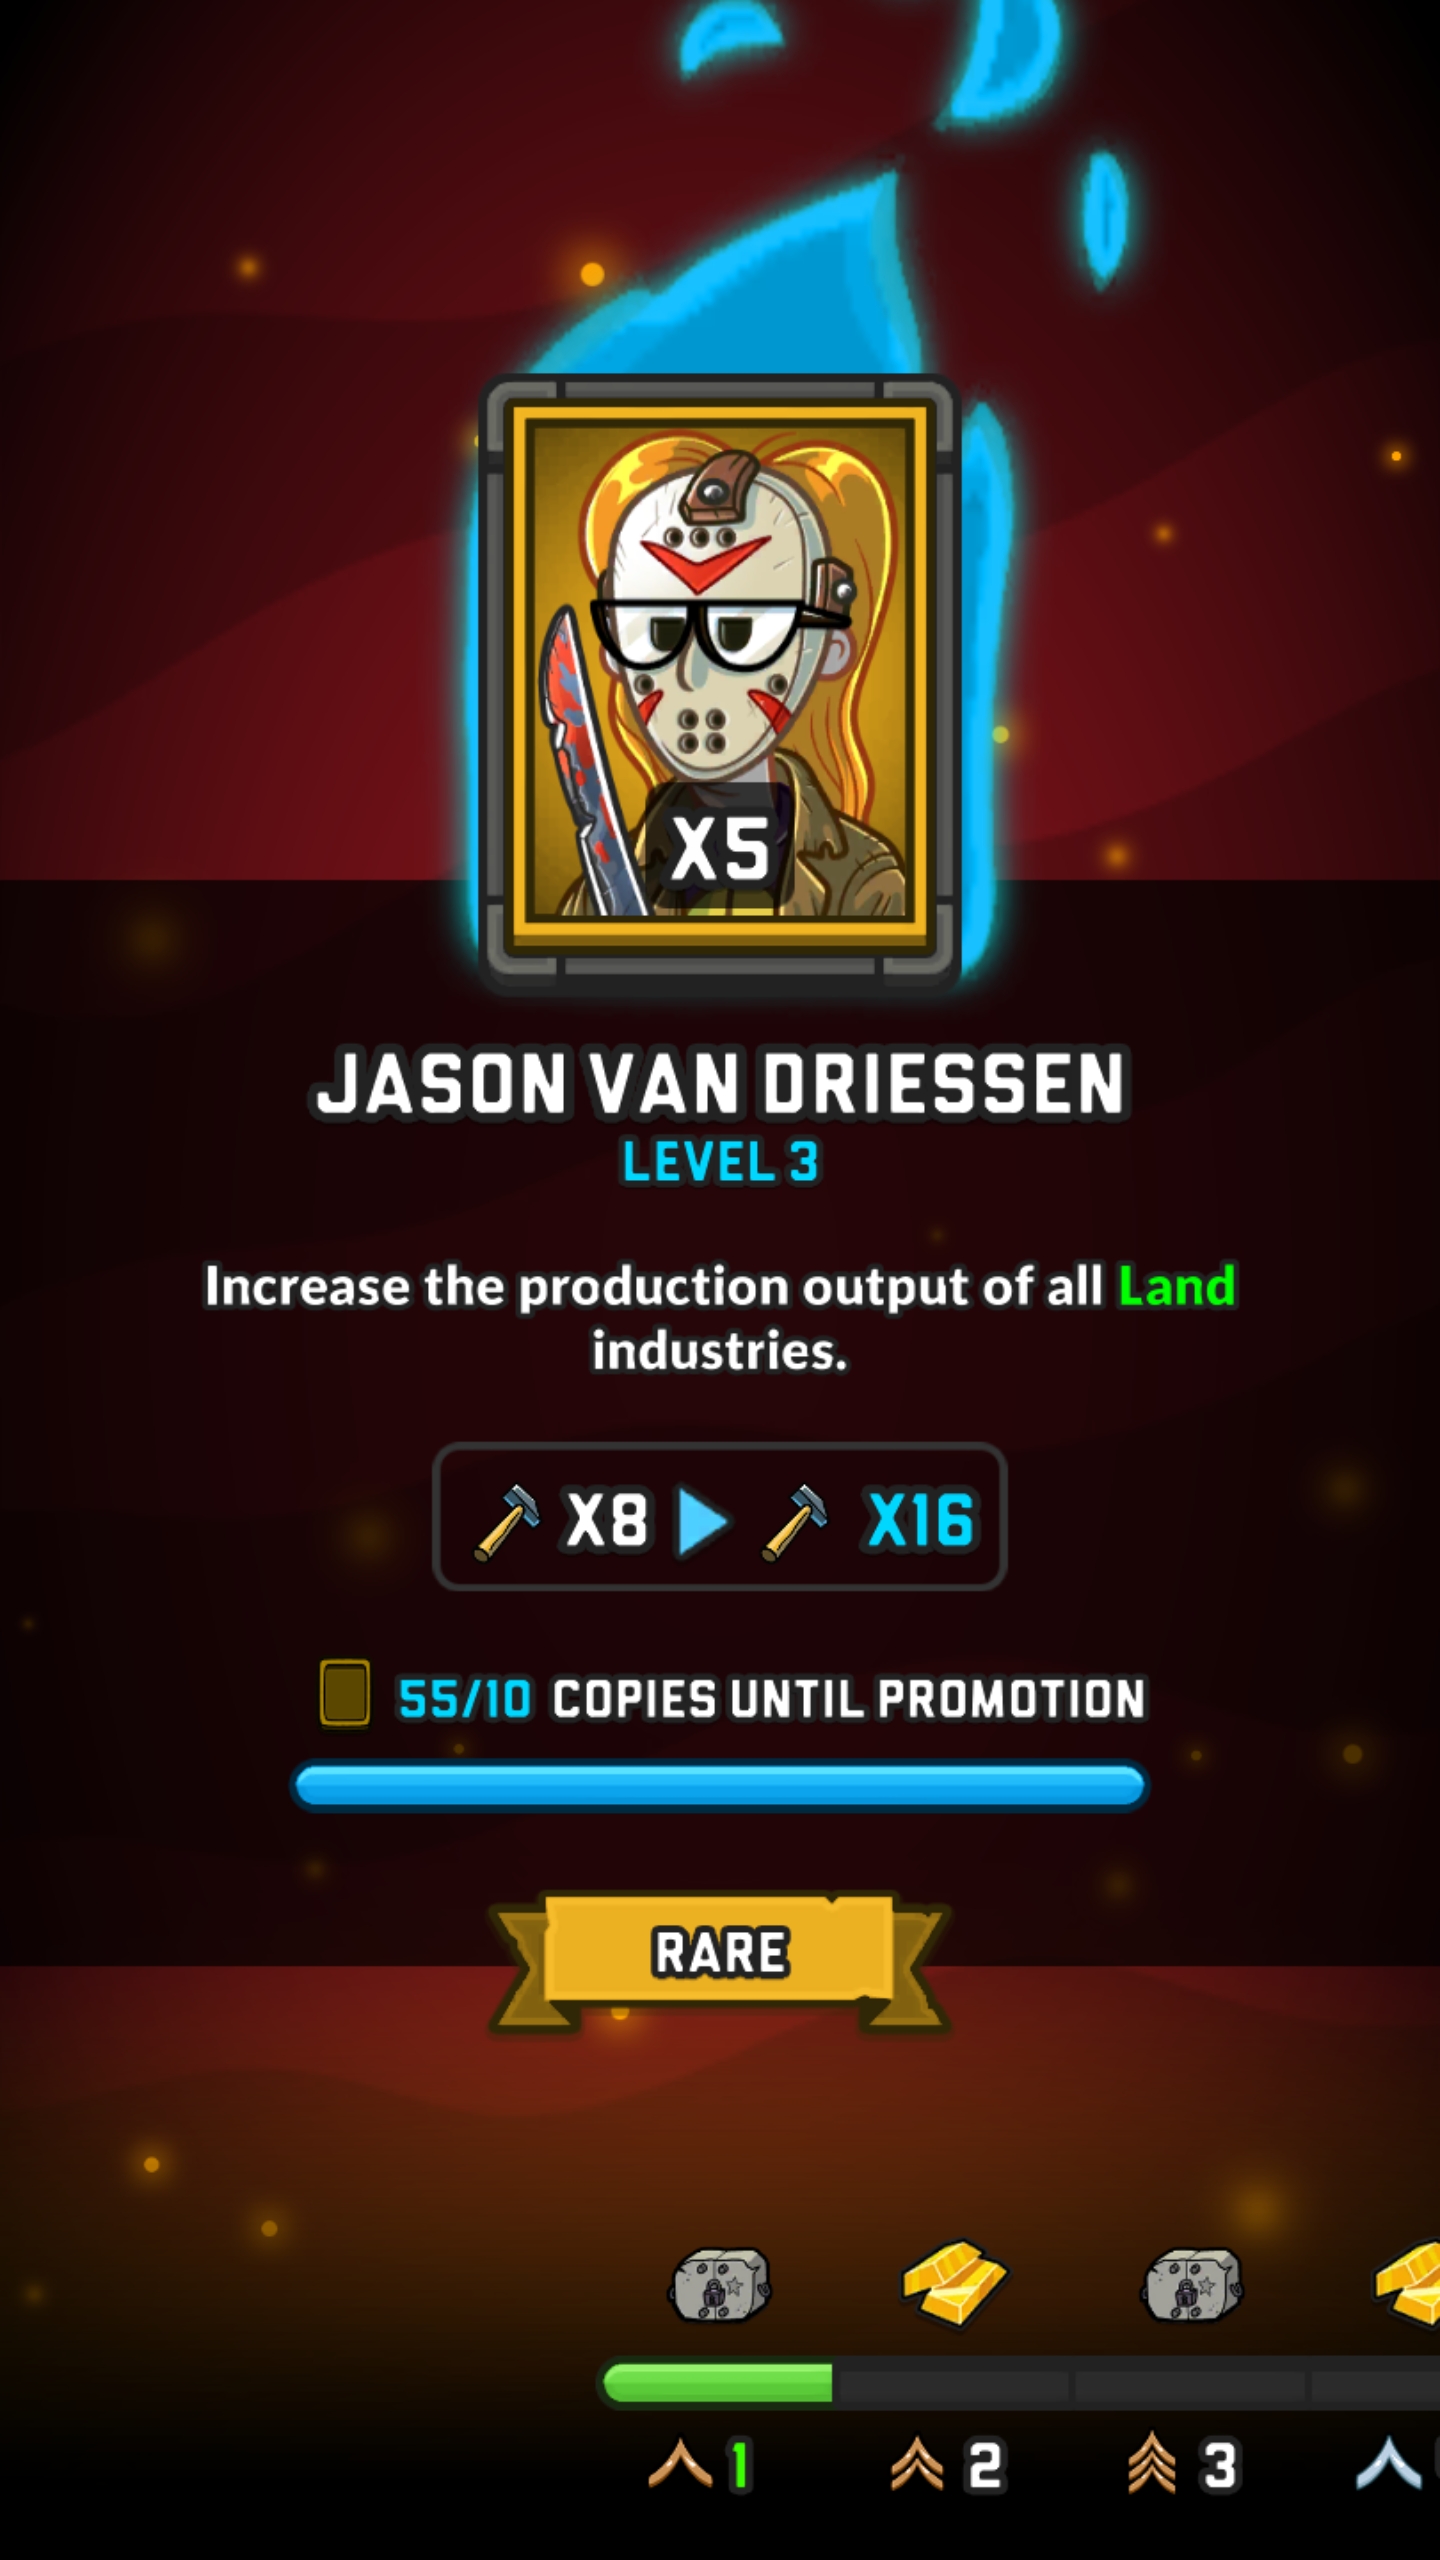 X5
JASON VAN DRIESSEN
LEVEL 3
Increase the production output of all Land
industries.
X8 X16
55/10 COPIES UNTIL PROMOTION
RARE
1 2 3